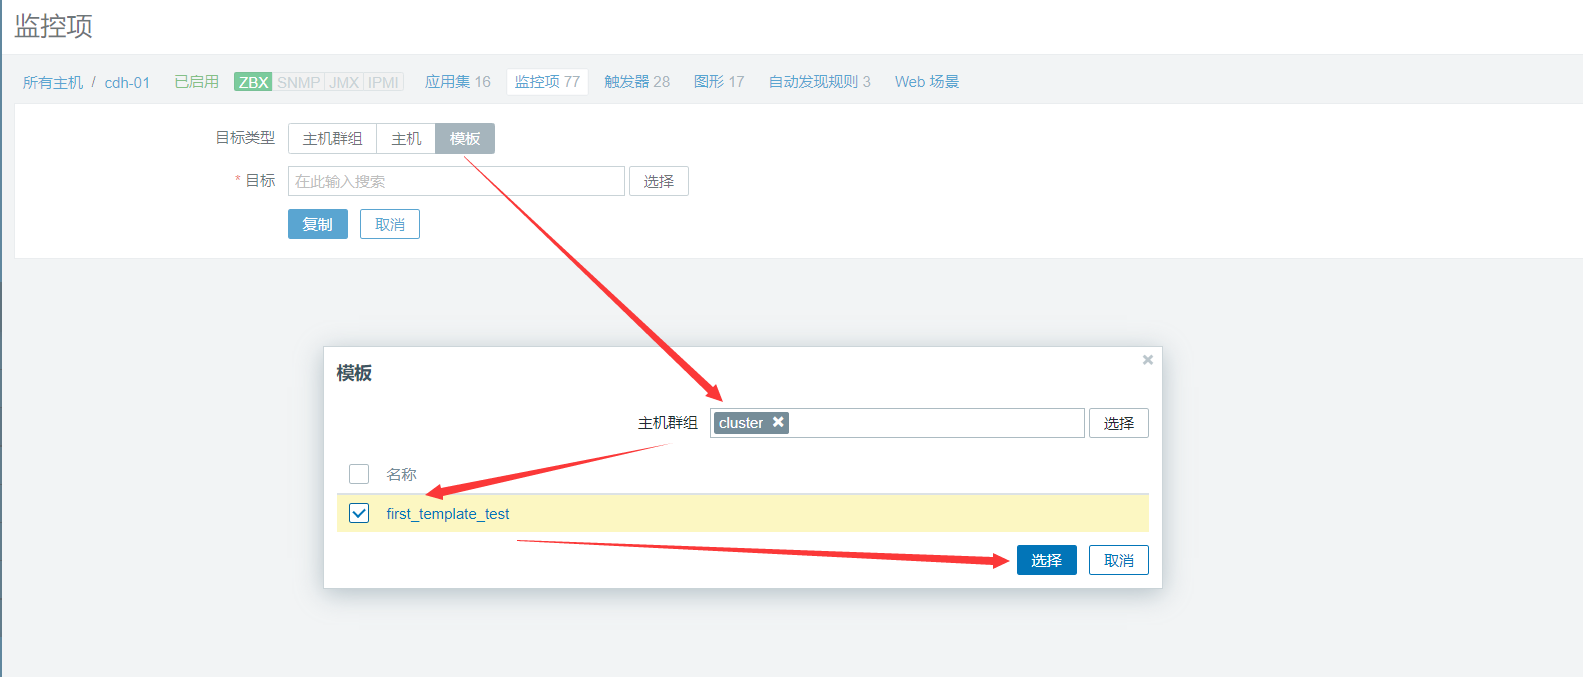 监控项
所有主机 / cdh-01 已启用 ZBX SNMP JMX IPMI 应用集 16 监控项 77 触发器 28 图形 17 自动发现规则 3 Web 场景
目标类型 主机群组 主机 模板
* 目标 在此输入搜索 选择
复制 取消
模板
主机群组 cluster 选择
名称
first_template_test
选择 取消